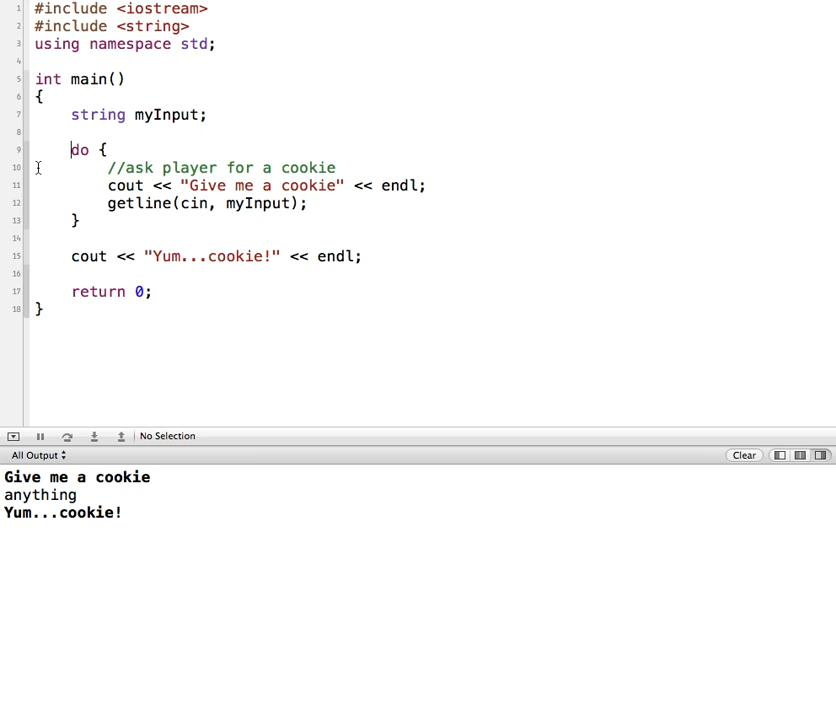 1 #include <iostream>
2 #include <string>
3 using namespace std;
4
5 int main()
6 {
7     string myInput;
8
9     do {
10         //ask player for a cookie
11         cout << "Give me a cookie" << endl;
12         getline(cin, myInput);
13     }
14
15     cout << "Yum...cookie!" << endl;
16
17     return 0;
18 }
No Selection
All Output Clear
Give me a cookie
anything
Yum...cookie!